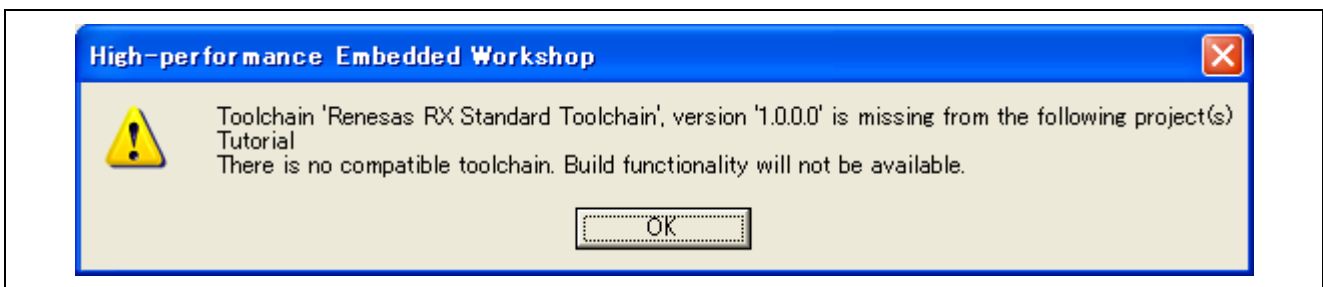 High-performance Embedded Workshop
Toolchain 'Renesas RX Standard Toolchain', version '1.0.0.0' is missing from the following project(s)
Tutorial
There is no compatible toolchain. Build functionality will not be available.
OK